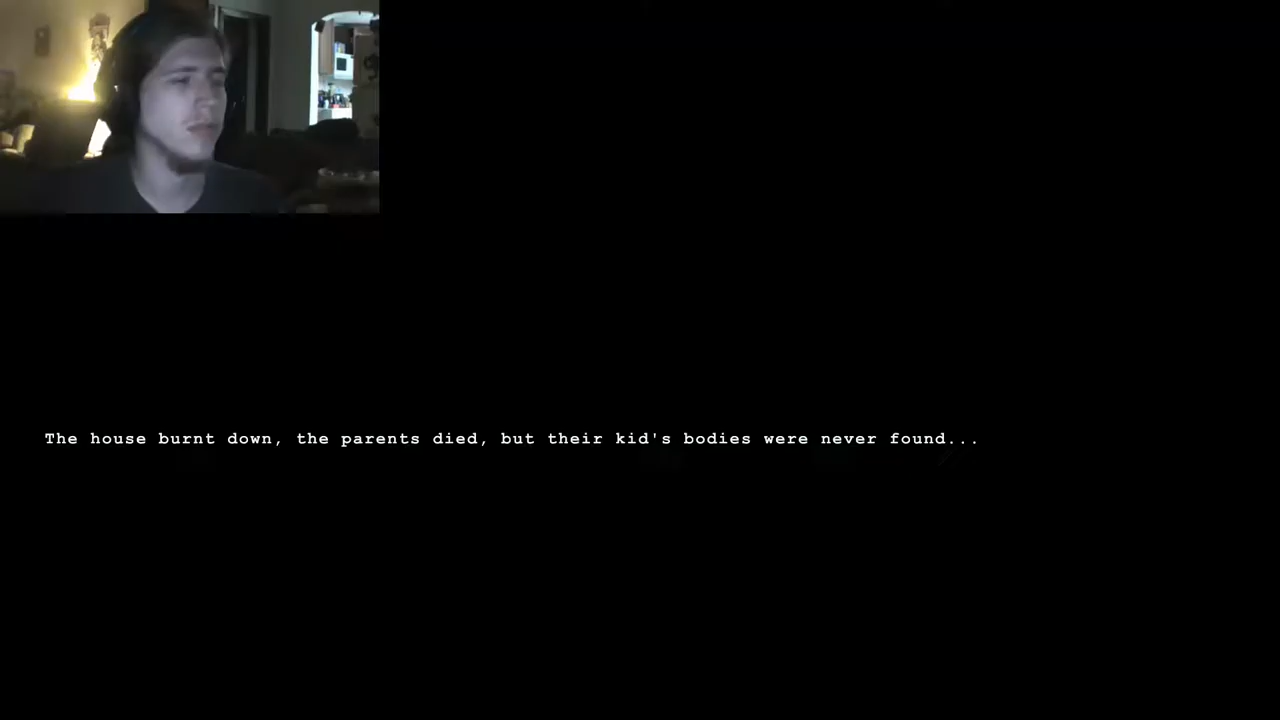 The house burnt down, the parents died, but their kid's bodies were never found...